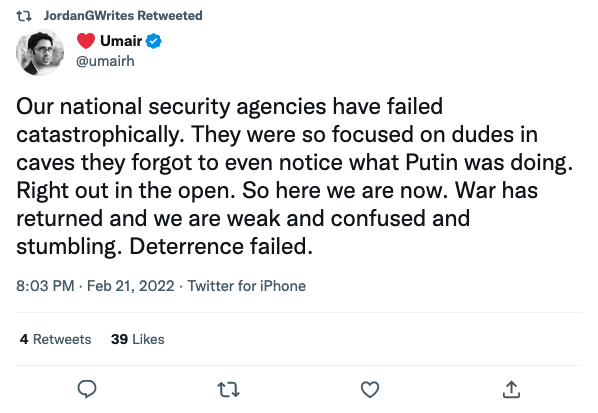 JordanGWrites Retweeted
Umair
@umairh
Our national security agencies have failed
catastrophically. They were so focused on dudes in
caves they forgot to even notice what Putin was doing.
Right out in the open. So here we are now. War has
returned and we are weak and confused and
stumbling. Deterrence failed.
8:03 PM · Feb 21, 2022 · Twitter for iPhone
4 Retweets 39 Likes